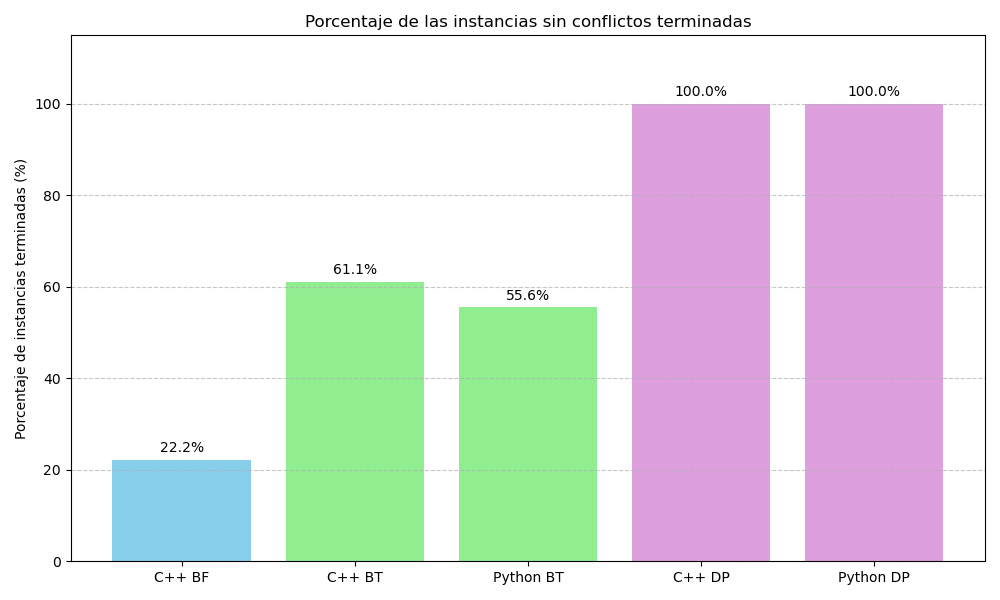 Porcentaje de las instancias sin conflictos terminadas
Porcentaje de instancias terminadas (%)
100
80
60
40
20
0
22.2%
61.1%
55.6%
100.0%
100.0%
C++ BF
C++ BT
Python BT
C++ DP
Python DP